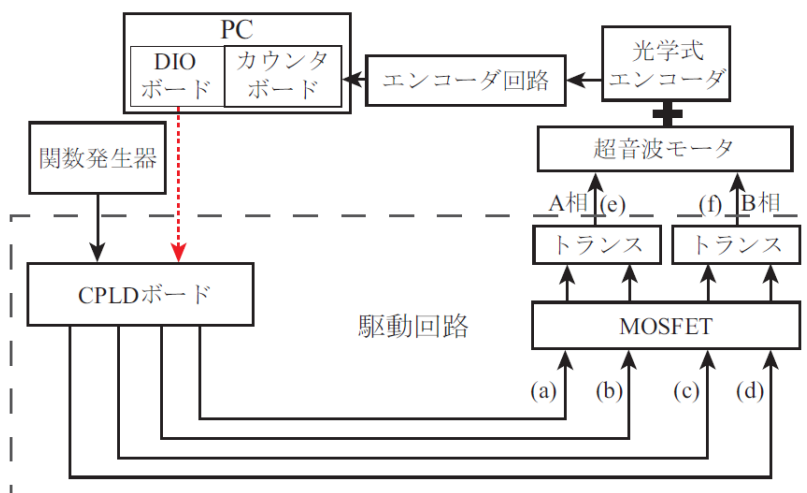 PC
DIO
ボード
カウンタ
ボード
エンコーダ回路
光学式
エンコーダ
関数発生器
超音波モータ
A相
(e)
(f)
B相
トランス
トランス
CPLDボード
駆動回路
MOSFET
(a)
(b)
(c)
(d)